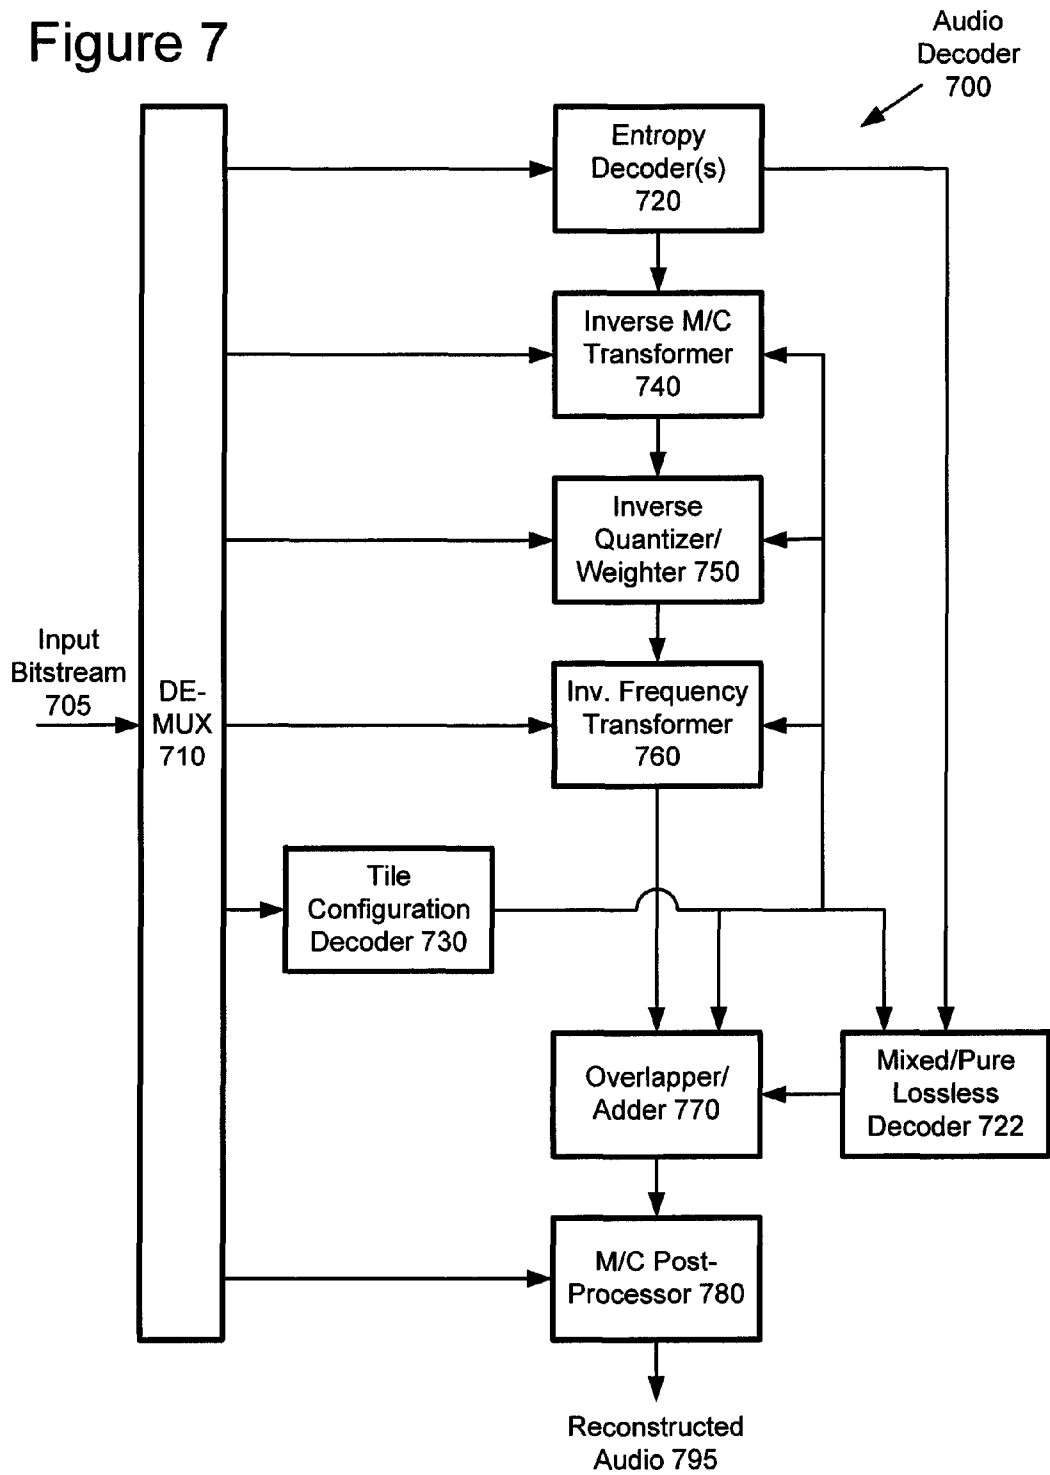 Figure 7
Audio
Decoder
700
Entropy
Decoder(s)
720
Inverse M/C
Transformer
740
Inverse
Quantizer/
Weighter 750
Input
Bitstream
705
DE-
MUX
710
Inv. Frequency
Transformer
760
Tile
Configuration
Decoder 730
Overlapper/
Adder 770
Mixed/Pure
Lossless
Decoder 722
M/C Post-
Processor 780
Reconstructed
Audio 795